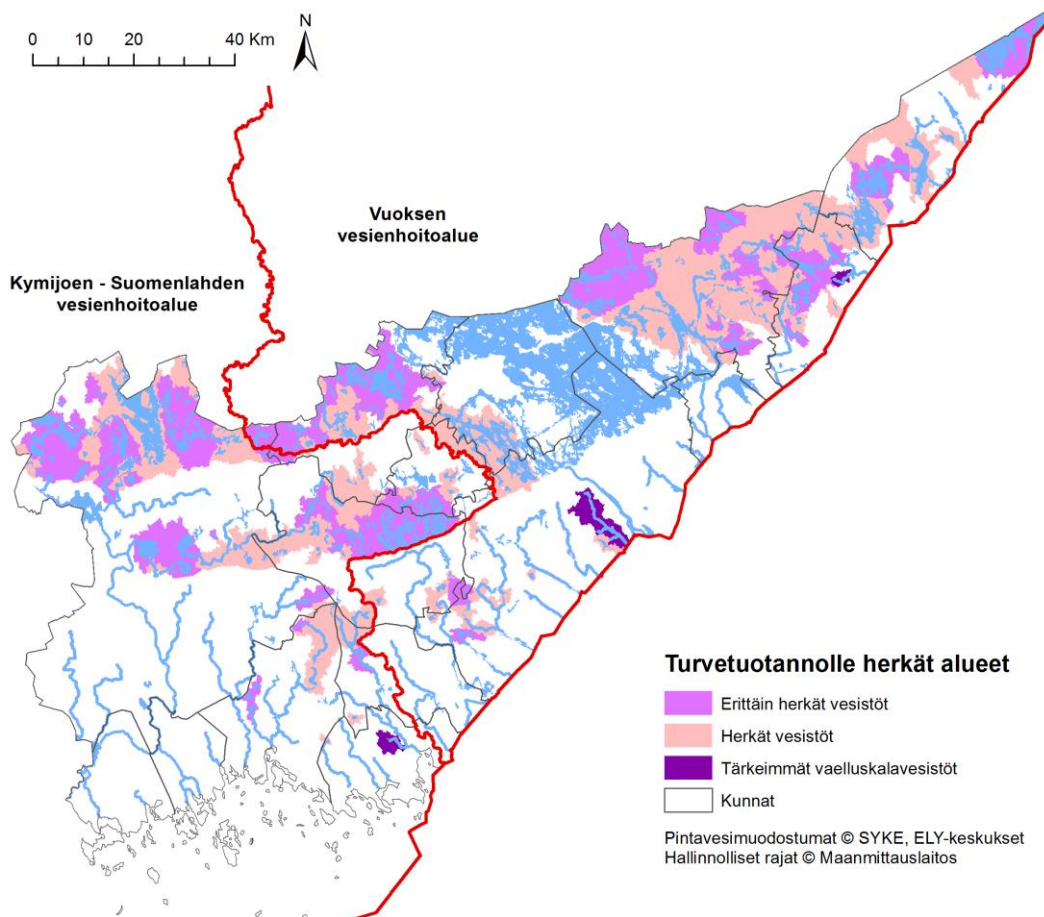 0 10 20 40 Km
N
Vuoksen
vesienhoitoalue
Kymijoen - Suomenlahden
vesienhoitoalue
Turvetuotannolle herkät alueet
Erittäin herkät vesistöt
Herkät vesistöt
Tärkeimmät vaelluskalavesistöt
Kunnat
Pintavesimuodostumat © SYKE, ELY-keskukset
Hallinnolliset rajat © Maanmittauslaitos